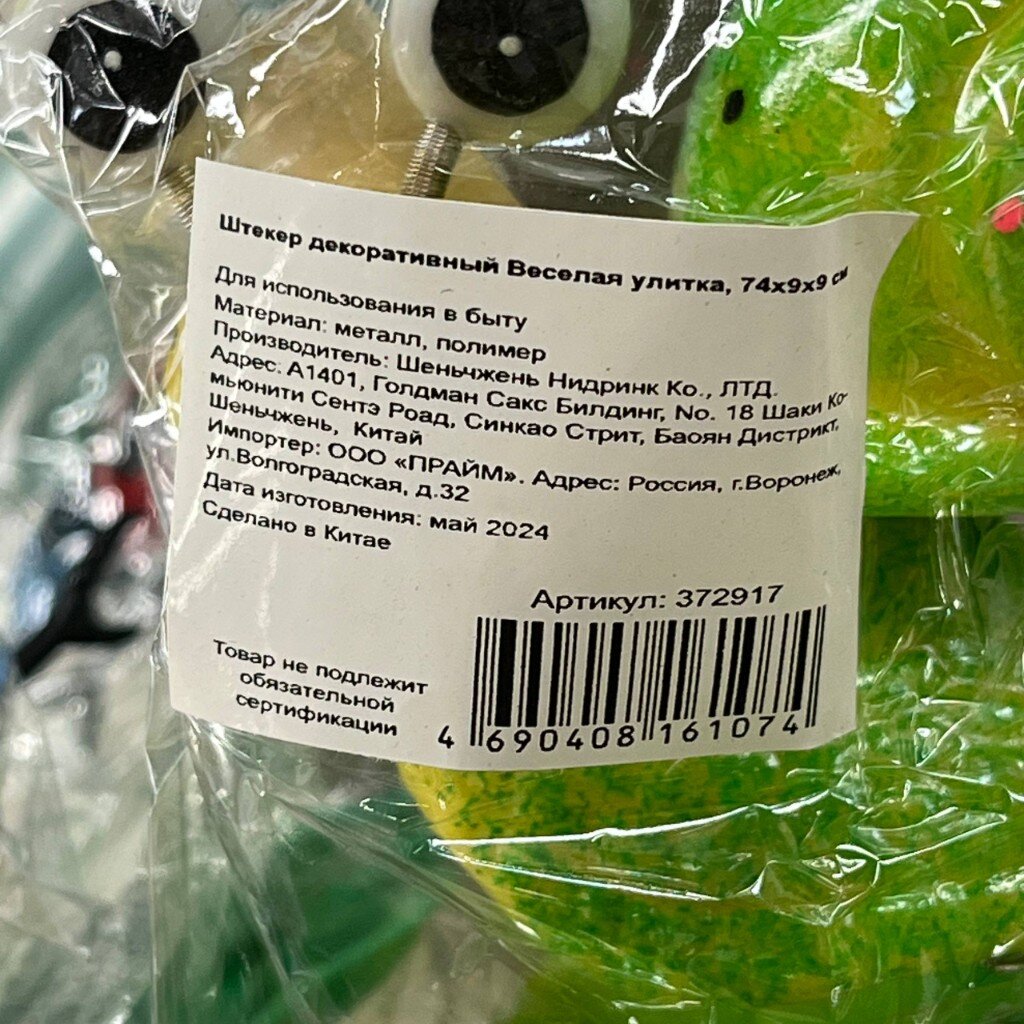 Штекер декоративный Веселая улитка, 74х9х9 см
Для использования в быту
Материал: металл, полимер
Производитель: Шеньчжень Нидринк Ко., ЛТД.
Адрес: А1401, Голдман Сакс Билдинг, No. 18 Шаки Ко-
мьюнити Сентэ Роад, Синкао Стрит, Баоян Дистрикт,
Шеньчжень, Китай
Импортер: ООО «ПРАЙМ». Адрес: Россия, г.Воронеж,
ул.Волгоградская, д.32
Дата изготовления: май 2024
Сделано в Китае
Артикул: 372917
Товар не подлежит
обязательной
сертификации
4 690408 161074